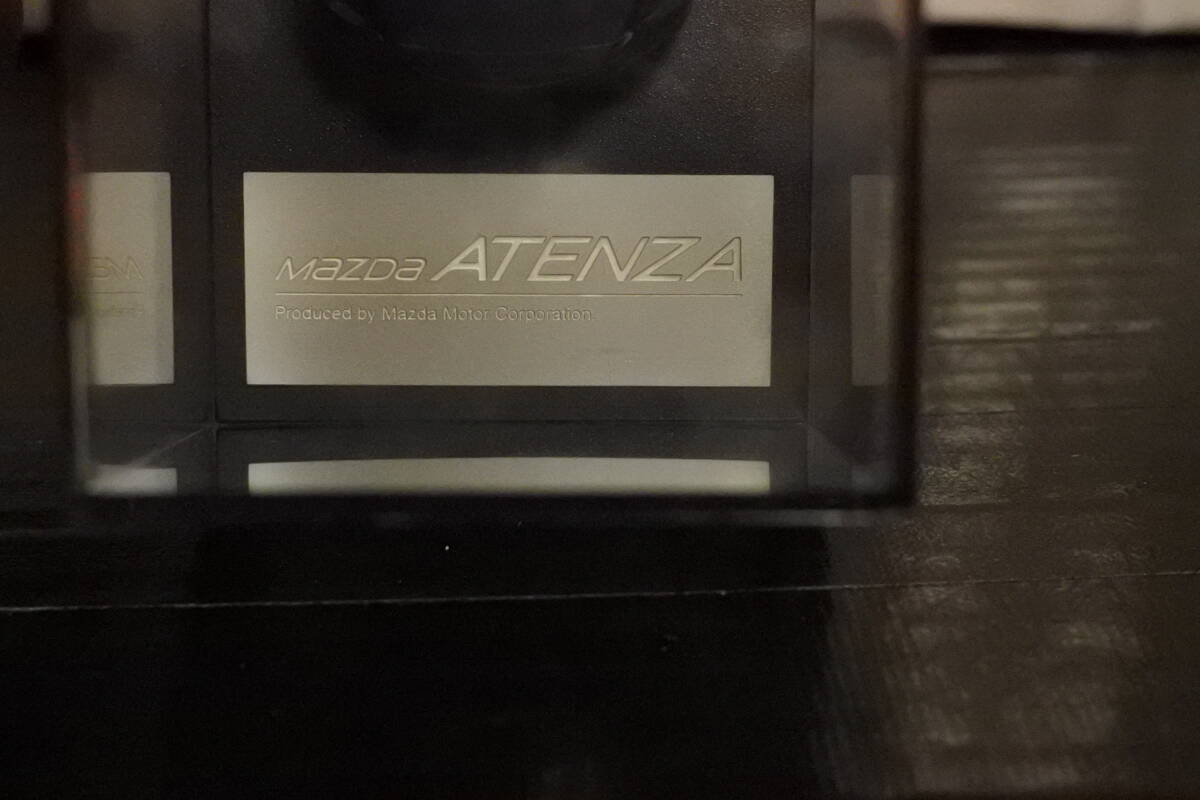 mazda ATENZA
Produced by Mazda Motor Corporation.